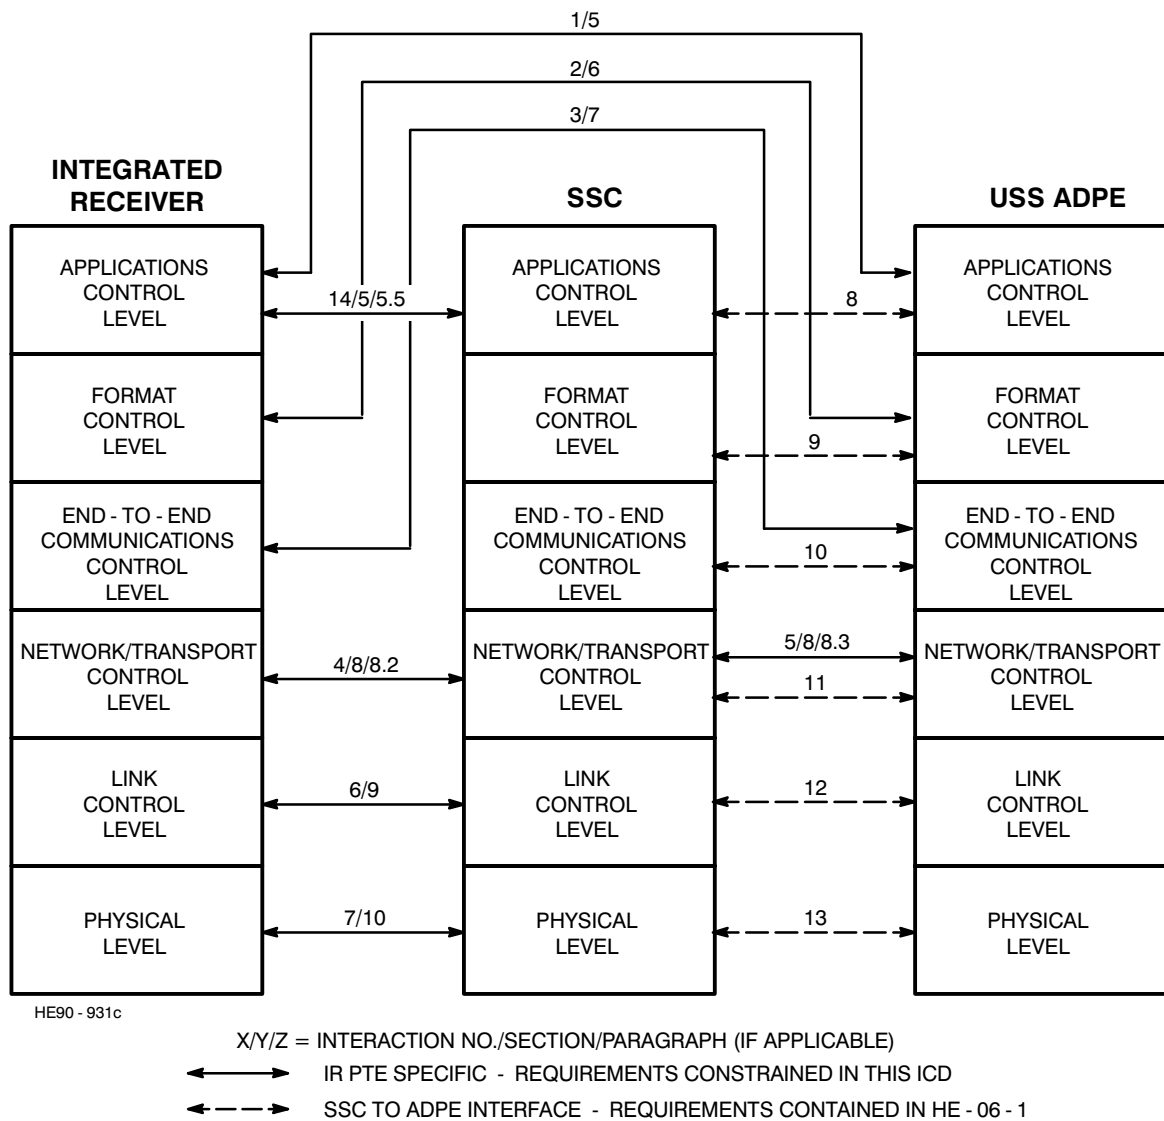 1/5
2/6
3/7
INTEGRATED
RECEIVER
SSC
USS ADPE
APPLICATIONS
CONTROL
LEVEL
14/5/5.5
APPLICATIONS
CONTROL
LEVEL
8
APPLICATIONS
CONTROL
LEVEL
FORMAT
CONTROL
LEVEL
FORMAT
CONTROL
LEVEL
9
FORMAT
CONTROL
LEVEL
END - TO - END
COMMUNICATIONS
CONTROL
LEVEL
END - TO - END
COMMUNICATIONS
CONTROL
LEVEL
10
END - TO - END
COMMUNICATIONS
CONTROL
LEVEL
NETWORK/TRANSPORT
CONTROL
LEVEL
4/8/8.2
NETWORK/TRANSPORT
CONTROL
LEVEL
5/8/8.3
11
NETWORK/TRANSPORT
CONTROL
LEVEL
LINK
CONTROL
LEVEL
6/9
LINK
CONTROL
LEVEL
12
LINK
CONTROL
LEVEL
PHYSICAL
LEVEL
7/10
PHYSICAL
LEVEL
13
PHYSICAL
LEVEL
HE90 - 931c
X/Y/Z = INTERACTION NO./SECTION/PARAGRAPH (IF APPLICABLE)
IR PTE SPECIFIC - REQUIREMENTS CONSTRAINED IN THIS ICD
SSC TO ADPE INTERFACE - REQUIREMENTS CONTAINED IN HE - 06 - 1